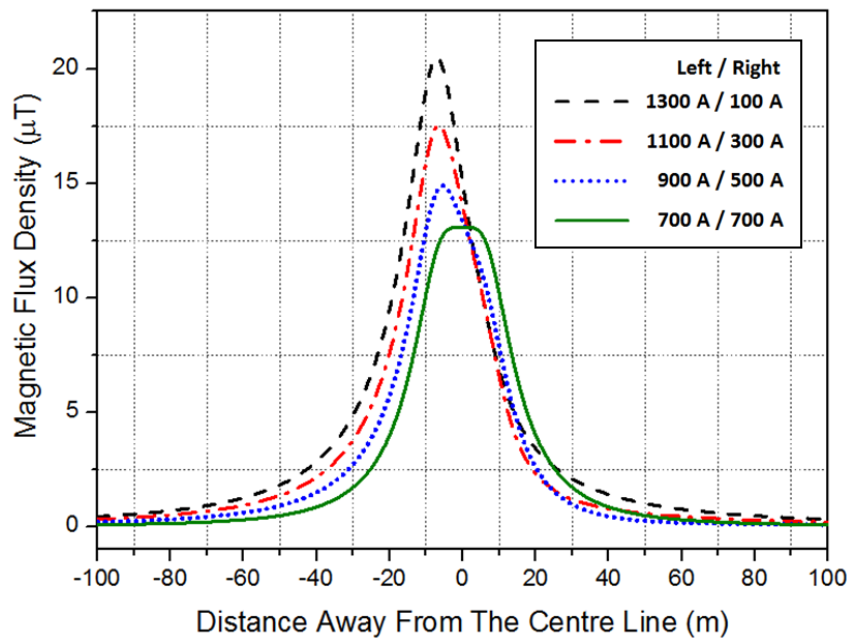 Magnetic Flux Density (µT)
20
15
10
5
0
Left / Right
1300 A / 100 A
1100 A / 300 A
900 A / 500 A
700 A / 700 A
-100 -80 -60 -40 -20 0 20 40 60 80 100
Distance Away From The Centre Line (m)